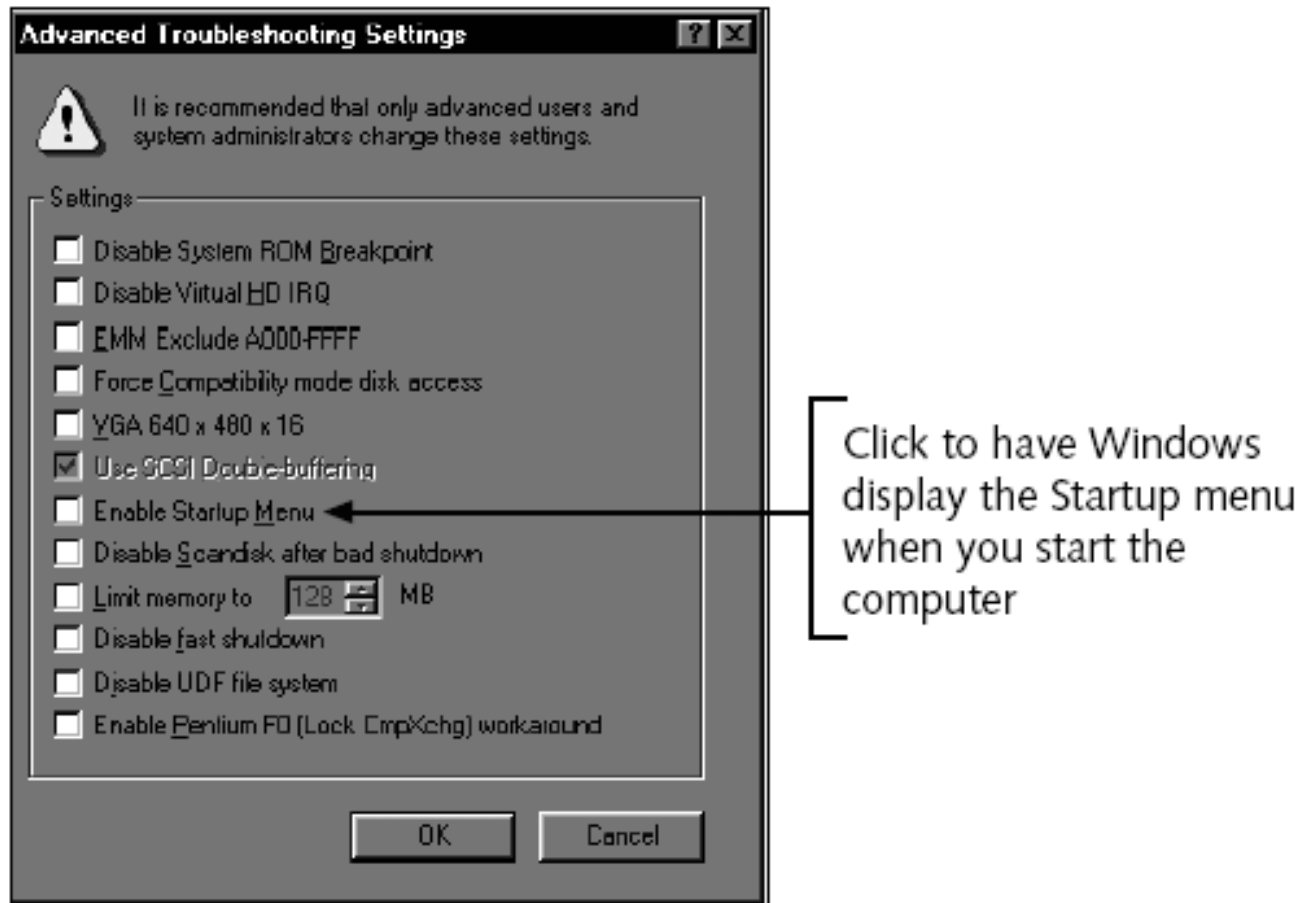 Advanced Troubleshooting Settings
It is recommended that only advanced users and
system administrators change these settings.
Settings
Disable System ROM Breakpoint
Disable Virtual HD IRQ
EMM Exclude A000-FFFF
Force Compatibility mode disk access
VGA 640 x 480 x 16
Use SCSI Double-buffering
Enable Startup Menu
Disable Scandisk after bad shutdown
Limit memory to 128 MB
Disable fast shutdown
Disable UDF file system
Enable Pentium F0 (Lock CmpXchg) workaround
OK Cancel
Click to have Windows
display the Startup menu
when you start the
computer